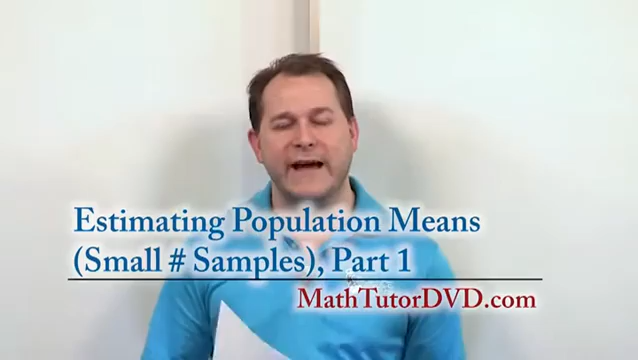 Estimating Population Means
(Small # Samples), Part 1
MathTutorDVD.com